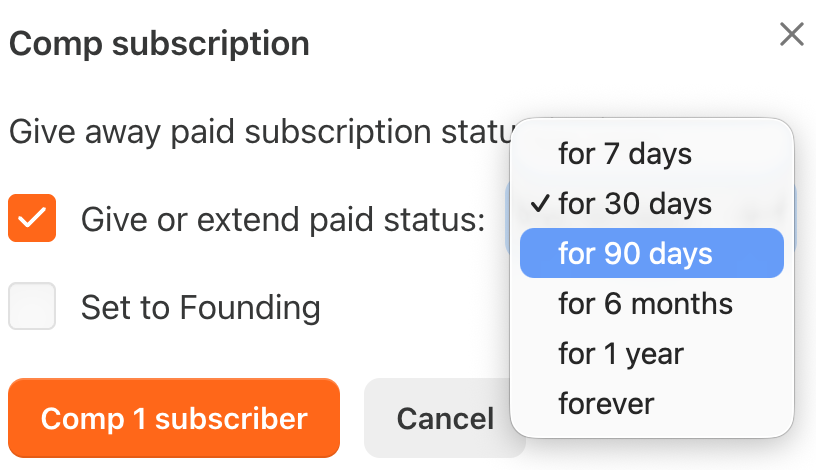 Comp subscription
Give away paid subscription statu
Give or extend paid status:
for 7 days
✓ for 30 days
for 90 days
for 6 months
for 1 year
forever
Set to Founding
Comp 1 subscriber
Cancel